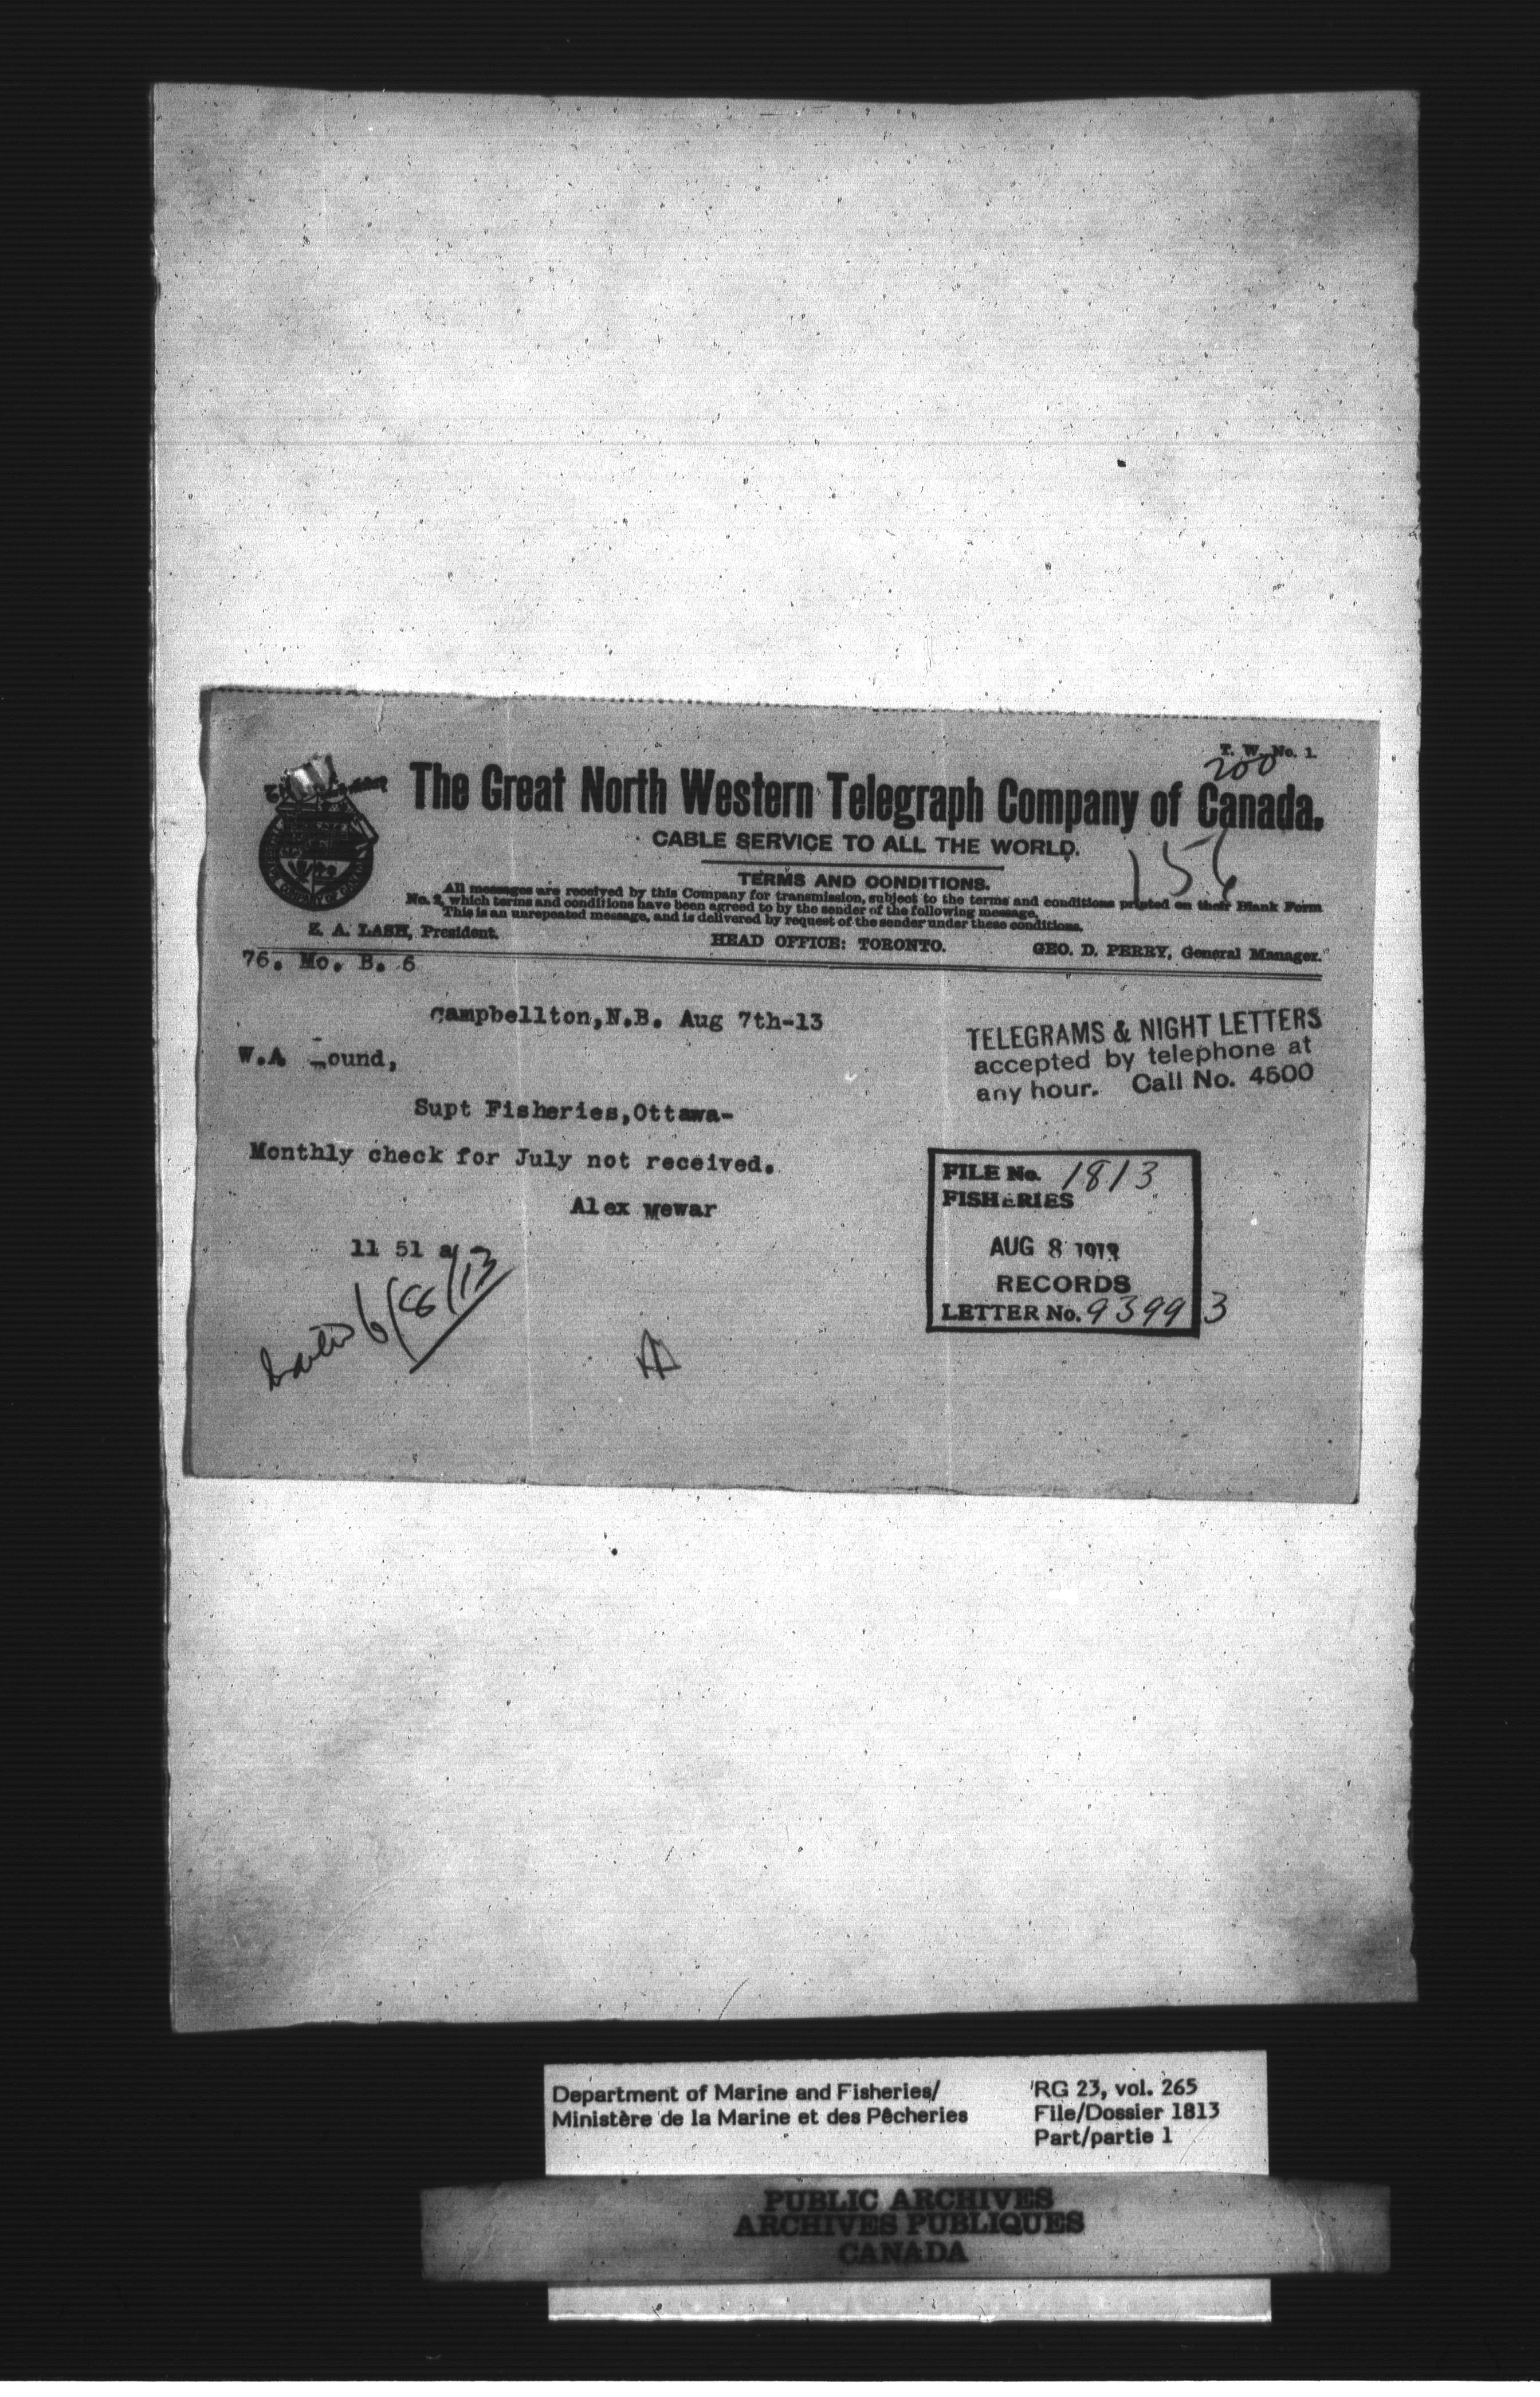 T. W. No. 1.
200
The Great North Western Telegraph Company of Canada.
CABLE SERVICE TO ALL THE WORLD.
156
TERMS AND CONDITIONS.
All messages are received by this Company for transmission, subject to the terms and conditions printed on their Blank Form
No. 2, which terms and conditions have been agreed to by the sender of the following message.
This is an unrepeated message, and is delivered by request of the sender under these conditions.
Z. A. LASH, President.
HEAD OFFICE: TORONTO.
GEO. D. PERRY, General Manager.
76. Mo. B. 6
Campbellton, N.B. Aug 7th-13
TELEGRAMS & NIGHT LETTERS
accepted by telephone at
any hour. Call No. 4500
W.A ound,
Supt Fisheries, Ottawa-
Monthly check for July not received.
Alex Mewar
11 51 a
6/8/13
FILE No. 1813
FISHERIES
AUG 8 1913
RECORDS
LETTER No. 93993
Department of Marine and Fisheries/
Ministère de la Marine et des Pêcheries
RG 23, vol. 265
File/Dossier 1813
Part/partie 1
PUBLIC ARCHIVES
ARCHIVES PUBLIQUES
CANADA